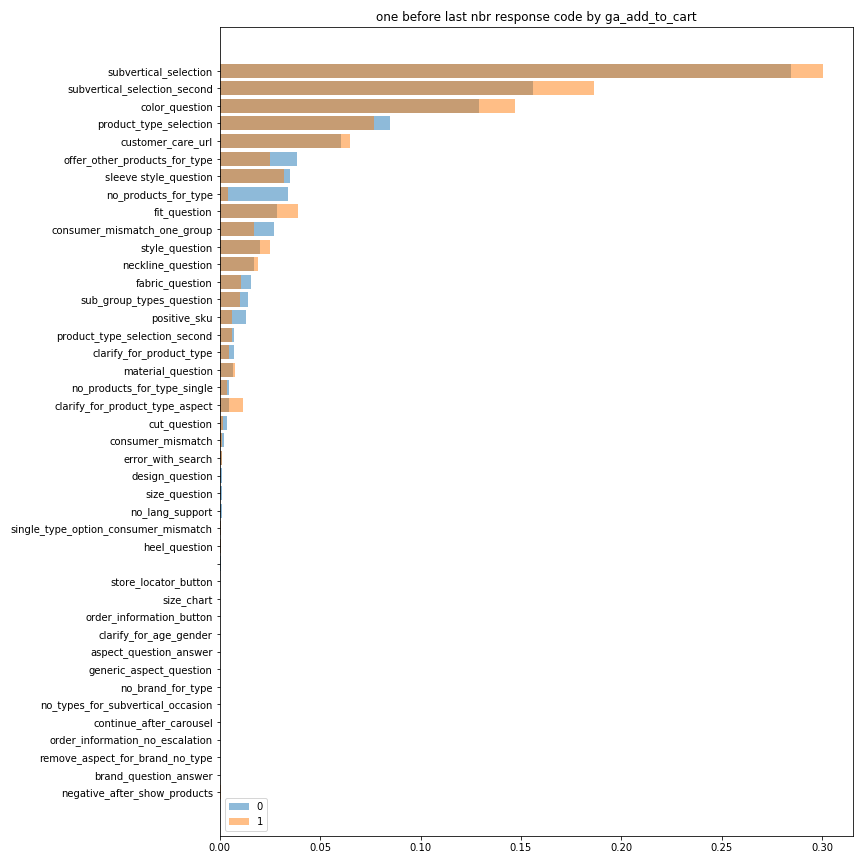 one before last nbr response code by ga_add_to_cart
subvertical_selection
subvertical_selection_second
color_question
product_type_selection
customer_care_url
offer_other_products_for_type
sleeve style_question
no_products_for_type
fit_question
consumer_mismatch_one_group
style_question
neckline_question
fabric_question
sub_group_types_question
positive_sku
product_type_selection_second
clarify_for_product_type
material_question
no_products_for_type_single
clarify_for_product_type_aspect
cut_question
consumer_mismatch
error_with_search
design_question
size_question
no_lang_support
single_type_option_consumer_mismatch
heel_question
store_locator_button
size_chart
order_information_button
clarify_for_age_gender
aspect_question_answer
generic_aspect_question
no_brand_for_type
no_types_for_subvertical_occasion
continue_after_carousel
order_information_no_escalation
remove_aspect_for_brand_no_type
brand_question_answer
negative_after_show_products
0
1
0.00 0.05 0.10 0.15 0.20 0.25 0.30